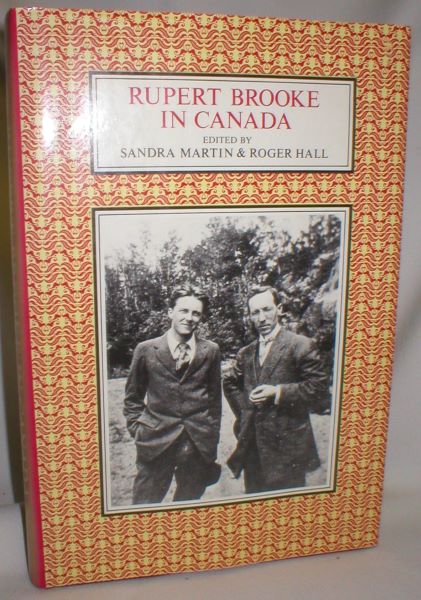 RUPERT BROOKE
IN CANADA
EDITED BY
SANDRA MARTIN & ROGER HALL